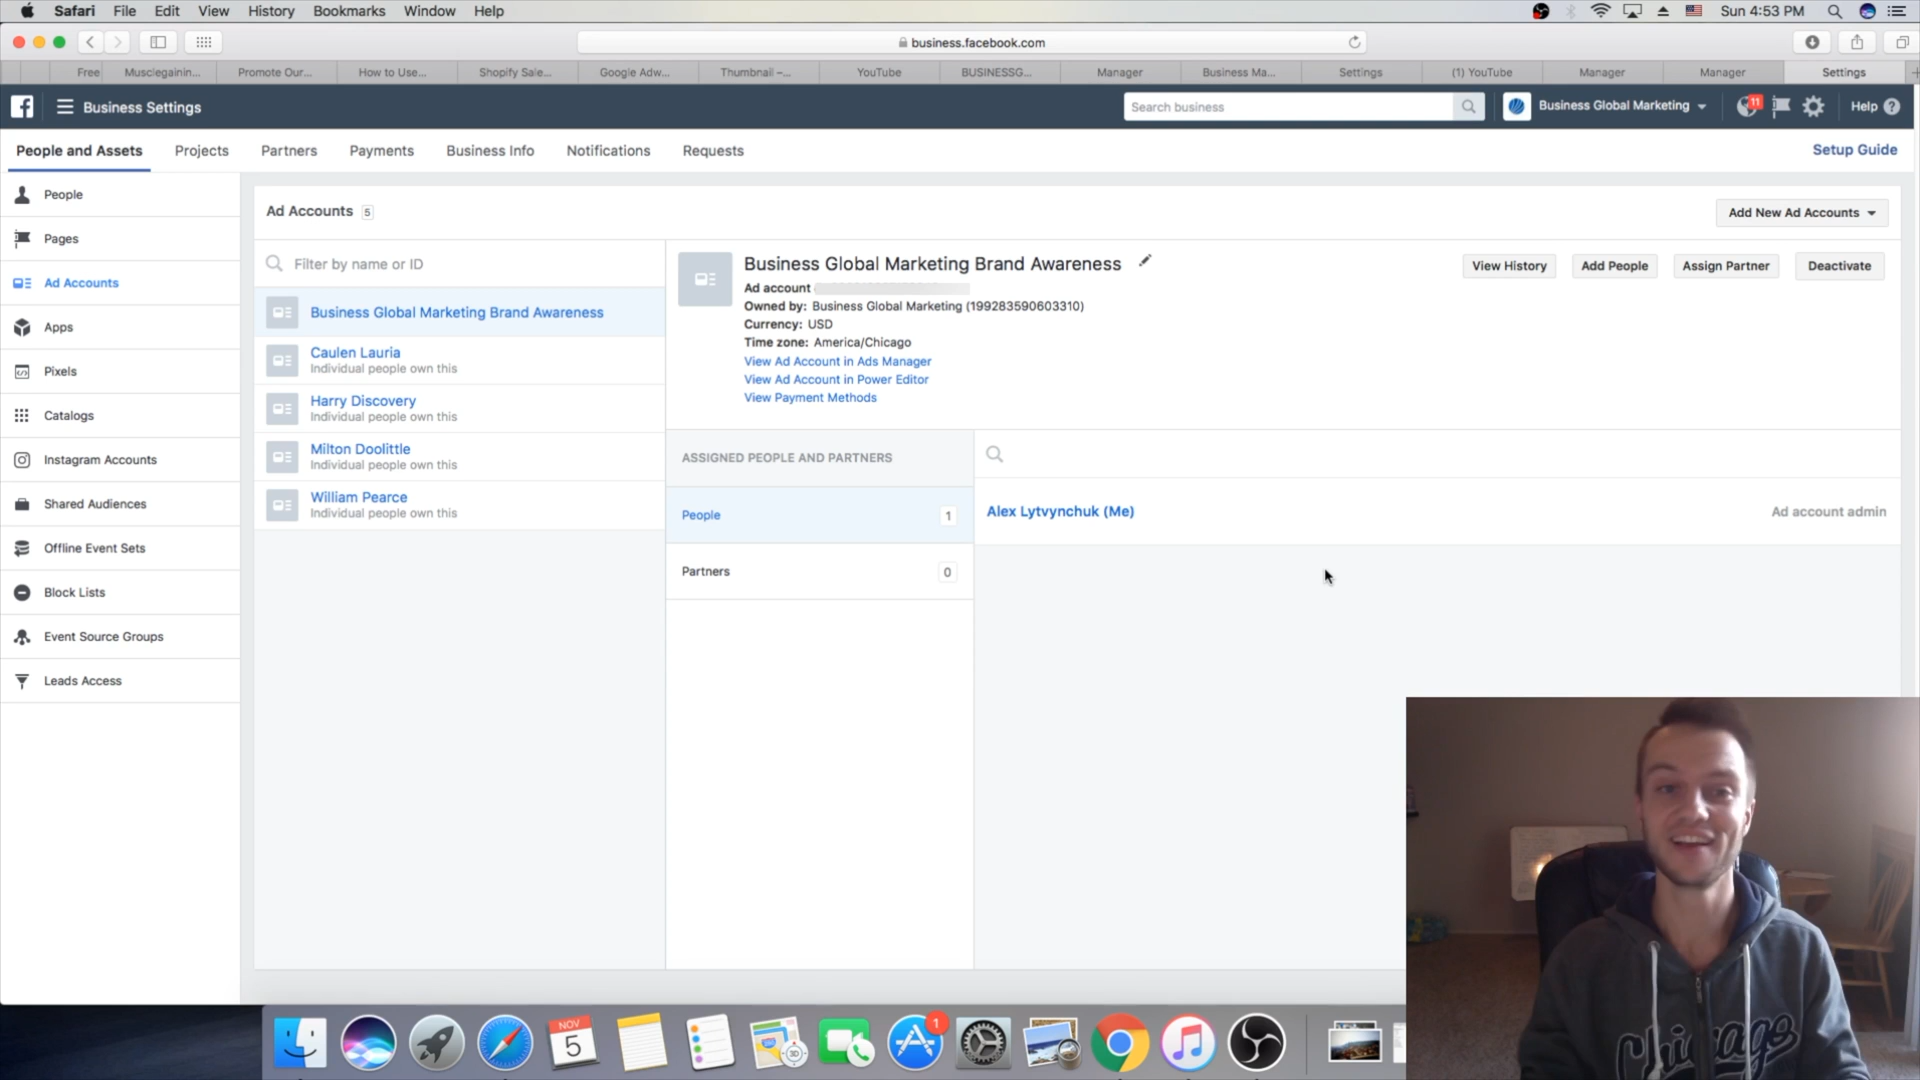 Safari File Edit View History Bookmarks Window Help Sun 4:53 PM
business.facebook.com
Free Musclegainin... Promote Our... How to Use... Shopify Sale... Google Adw... Thumbnail –... YouTube BUSINESSG... Manager Business Ma... Settings (1) YouTube Manager Manager Settings
Business Settings Search business Business Global Marketing 11 Help
People and Assets Projects Partners Payments Business Info Notifications Requests Setup Guide
People
Pages
Ad Accounts
Apps
Pixels
Catalogs
Instagram Accounts
Shared Audiences
Offline Event Sets
Block Lists
Event Source Groups
Leads Access
Ad Accounts 5 Add New Ad Accounts
Filter by name or ID
Business Global Marketing Brand Awareness
Caulen Lauria
Individual people own this
Harry Discovery
Individual people own this
Milton Doolittle
Individual people own this
William Pearce
Individual people own this
Business Global Marketing Brand Awareness View History Add People Assign Partner Deactivate
Ad account
Owned by: Business Global Marketing (199283590603310)
Currency: USD
Time zone: America/Chicago
View Ad Account in Ads Manager
View Ad Account in Power Editor
View Payment Methods
ASSIGNED PEOPLE AND PARTNERS
People 1
Partners 0
Alex Lytvynchuk (Me) Ad account admin
NOV
5
3D
1
Chicago